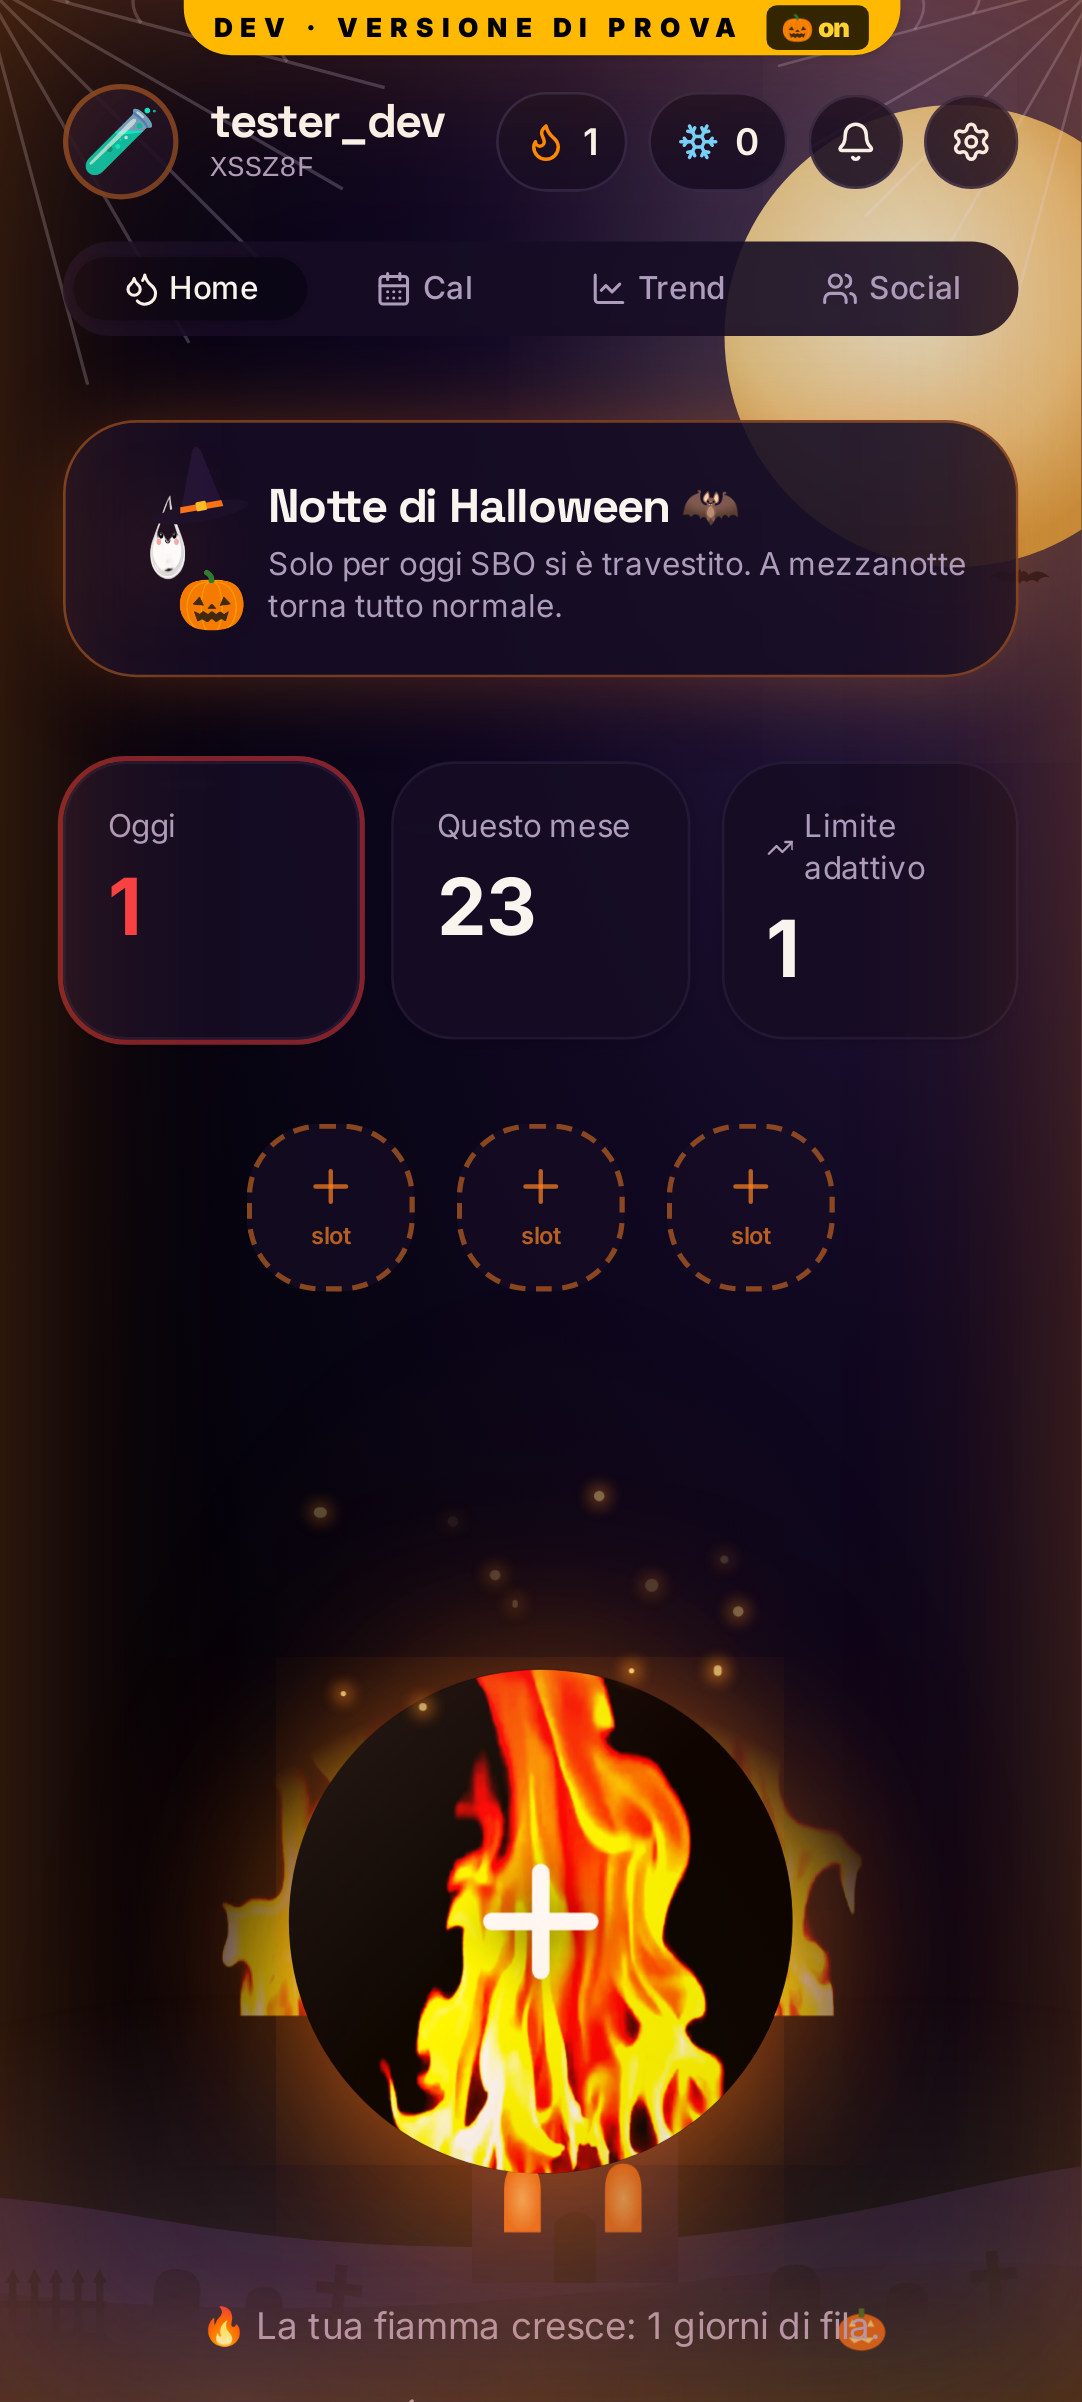 DEV · VERSIONE DI PROVA 🎃 on
tester_dev
XSSZ8F
1
0
Home
Cal
Trend
Social
Notte di Halloween 🦇
Solo per oggi SBO si è travestito. A mezzanotte
torna tutto normale.
Oggi
1
Questo mese
23
Limite
adattivo
1
slot
slot
slot
🔥 La tua fiamma cresce: 1 giorni di fila.